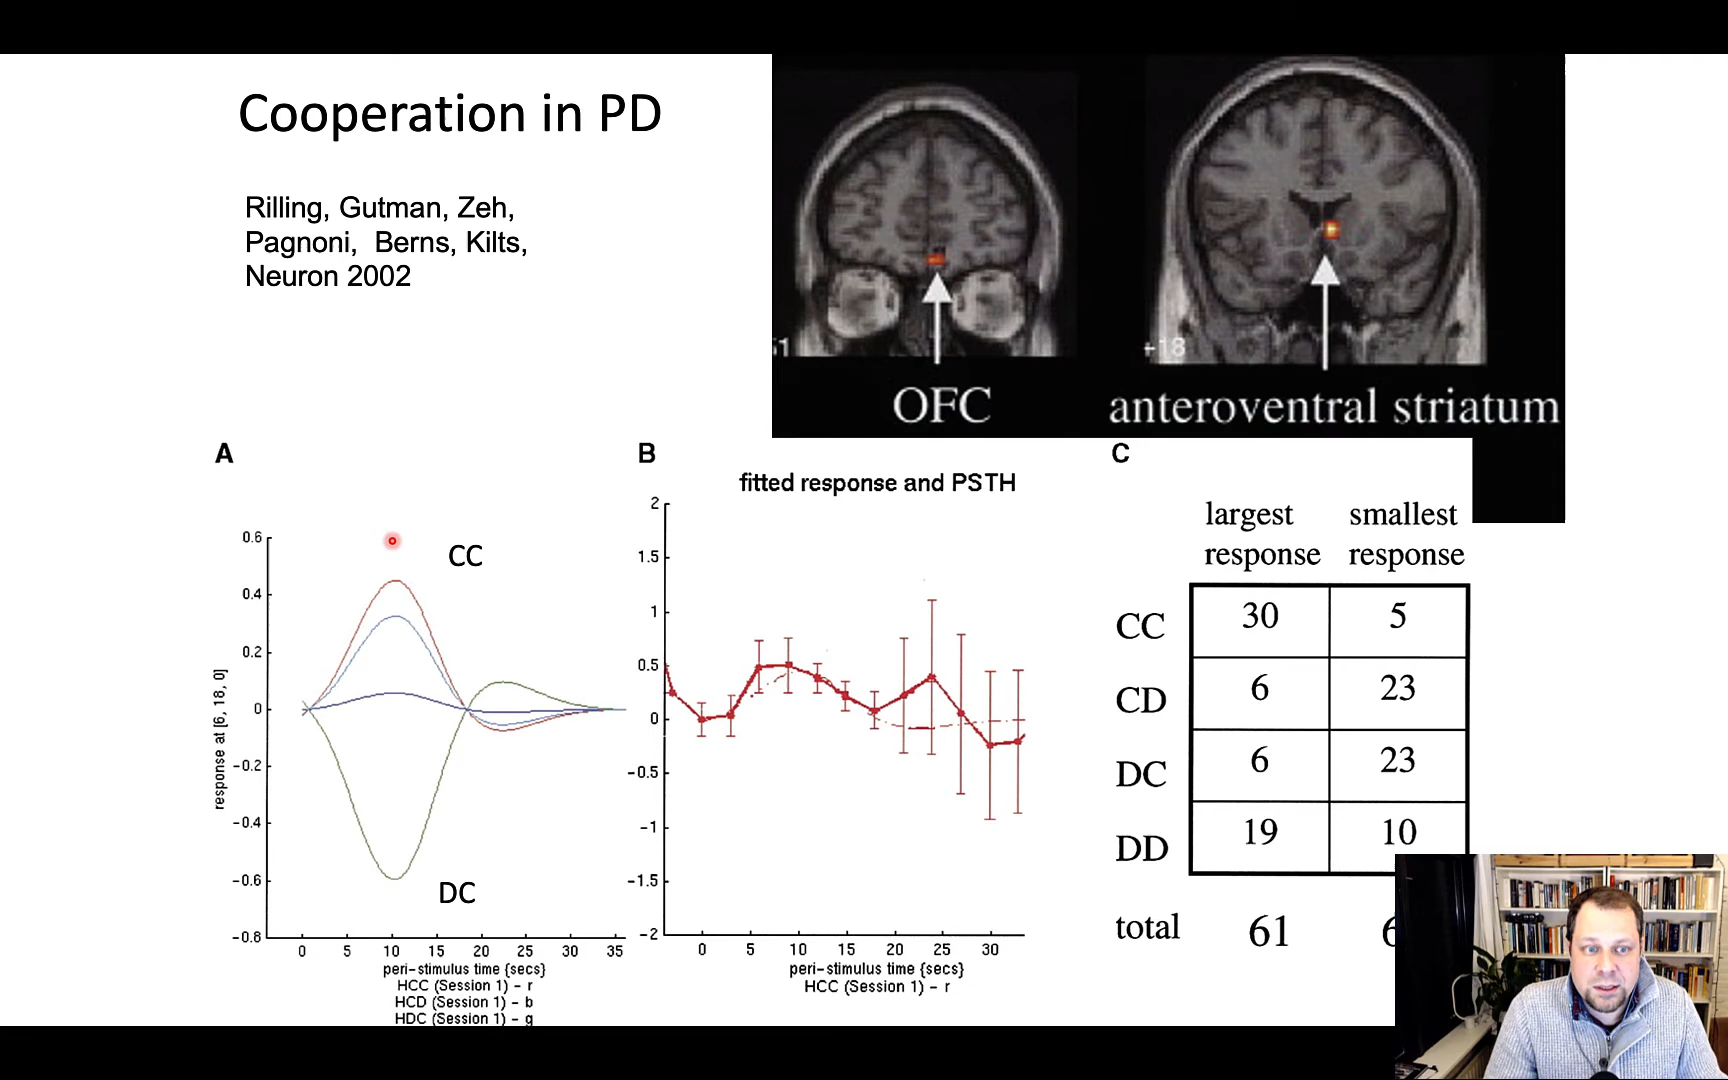 Cooperation in PD
Rilling, Gutman, Zeh,
Pagnoni,  Berns, Kilts,
Neuron 2002
+18
OFC
anteroventral striatum
A
CC
DC
0.6
0.4
0.2
0
-0.2
-0.4
-0.6
-0.8
response at [6, 18, 0]
0 5 10 15 20 25 30 35
peri-stimulus time {secs}
HCC (Session 1) - r
HCD (Session 1) - b
HDC (Session 1) - g
B
fitted response and PSTH
2
1.5
1
0.5
0
-0.5
-1
-1.5
-2
0 5 10 15 20 25 30
peri-stimulus time {secs}
HCC (Session 1) - r
C
largest smallest
response response
CC 30 5
CD 6 23
DC 6 23
DD 19 10
total 61